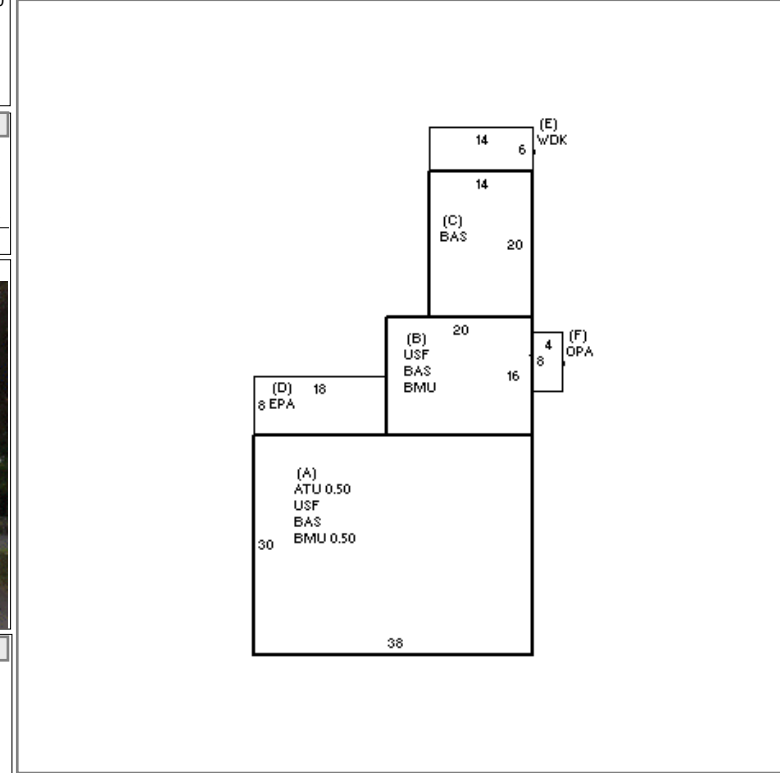 (E)
14
6
WDK
14
(C)
BAS
20
20
(B)
USF
BAS
BMU
16
(F)
4
OPA
8
(D)
18
8
EPA
(A)
ATU 0.50
USF
BAS
BMU 0.50
30
38